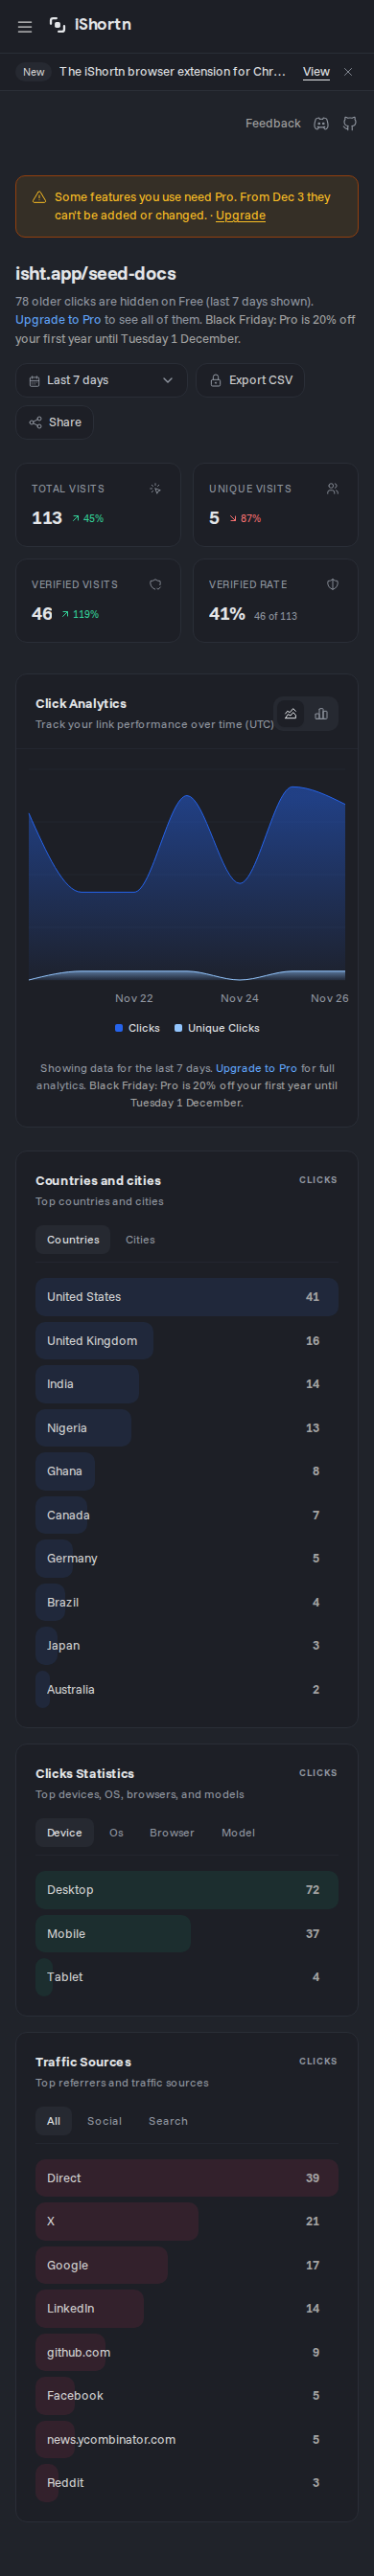 IShortn
New The iShortn browser extension for Chr... View
Feedback
Some features you use need Pro. From Dec 3 they
can't be added or changed. · Upgrade
isht.app/seed-docs
78 older clicks are hidden on Free (last 7 days shown).
Upgrade to Pro to see all of them. Black Friday: Pro is 20% off
your first year until Tuesday 1 December.
Last 7 days
Export CSV
Share
TOTAL VISITS
113 45%
UNIQUE VISITS
5 87%
VERIFIED VISITS
46 119%
VERIFIED RATE
41% 46 of 113
Click Analytics
Track your link performance over time (UTC)
Nov 22 Nov 24 Nov 26
Clicks Unique Clicks
Showing data for the last 7 days. Upgrade to Pro for full
analytics. Black Friday: Pro is 20% off your first year until
Tuesday 1 December.
Countries and cities CLICKS
Top countries and cities
Countries Cities
United States 41
United Kingdom 16
India 14
Nigeria 13
Ghana 8
Canada 7
Germany 5
Brazil 4
Japan 3
Australia 2
Clicks Statistics CLICKS
Top devices, OS, browsers, and models
Device Os Browser Model
Desktop 72
Mobile 37
Tablet 4
Traffic Sources CLICKS
Top referrers and traffic sources
All Social Search
Direct 39
X 21
Google 17
LinkedIn 14
github.com 9
Facebook 5
news.ycombinator.com 5
Reddit 3